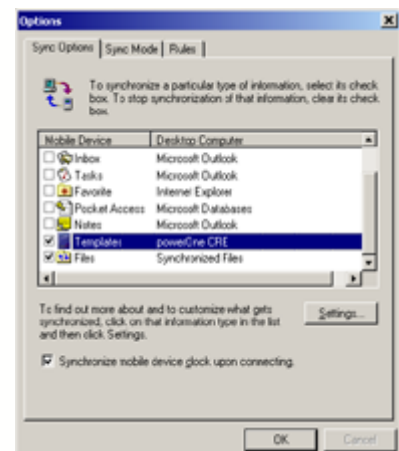 Options
Sync Options Sync Mode Rules
To synchronize a particular type of information, select its check
box. To stop synchronization of that information, clear its check
box.
Mobile Device Desktop Computer
Inbox Microsoft Outlook
Tasks Microsoft Outlook
Favorite Internet Explorer
Pocket Access Microsoft Databases
Notes Microsoft Outlook
Templates powerOne CRE
Files Synchronized Files
To find out more about and to customize what gets
synchronized, click on that information type in the list
and then click Settings.
Settings...
Synchronize mobile device clock upon connecting.
OK Cancel